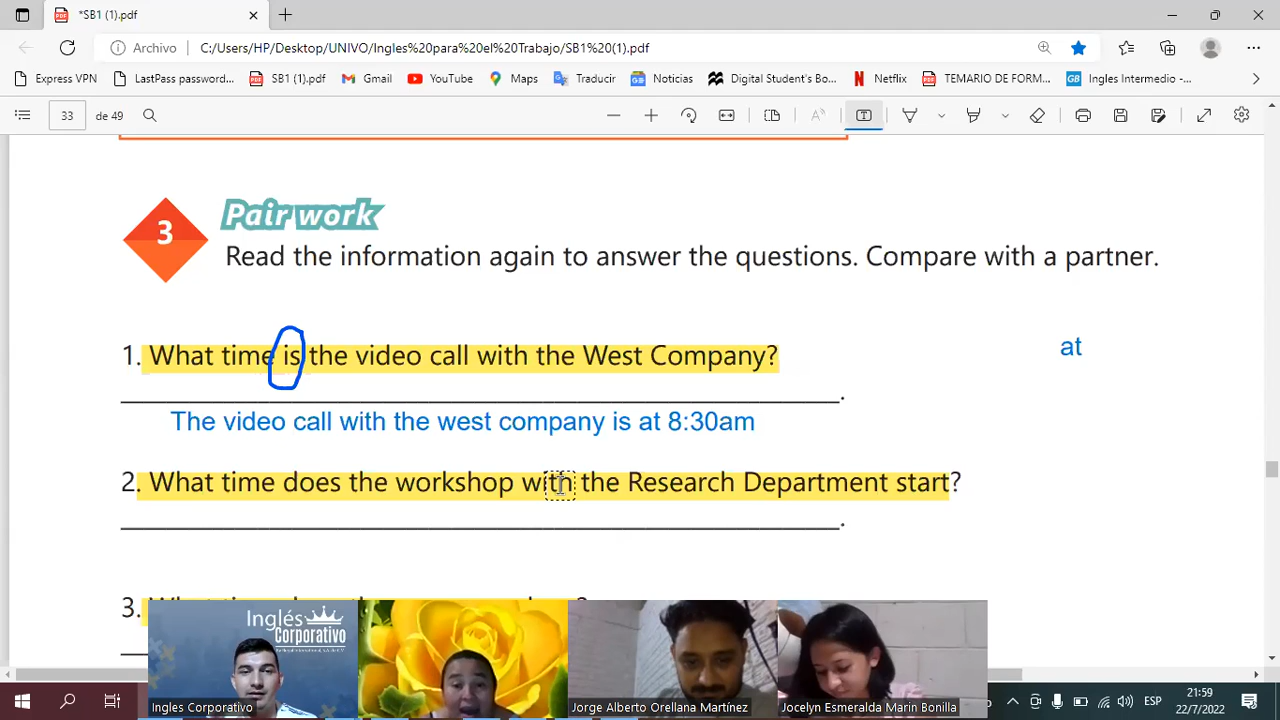 *SB1 (1).pdf
Archivo C:/Users/HP/Desktop/UNIVO/Ingles%20para%20el%20Trabajo/SB1%20(1).pdf
Express VPN LastPass password... SB1 (1).pdf Gmail YouTube Maps Traducir Noticias Digital Student's Bo... Netflix TEMARIO DE FORM... GB Ingles Intermedio -...
33 de 49
3 Pair work
Read the information again to answer the questions. Compare with a partner.
1. What time is the video call with the West Company? at
The video call with the west company is at 8:30am
2. What time does the workshop with the Research Department start?
3.
Inglés
Corporativo
Ingles Corporativo Jorge Alberto Orellana Martínez Jocelyn Esmeralda Marin Bonilla
ESP 21:59
22/7/2022